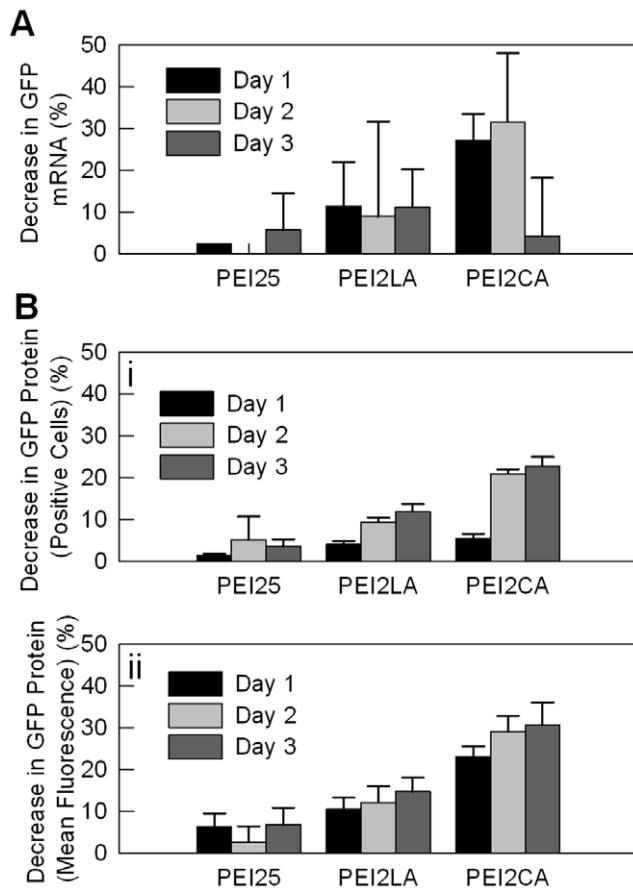 A
Decrease in GFP
mRNA (%)
50
40
30
20
10
0
Day 1
Day 2
Day 3
PEI25 PEI2LA PEI2CA
B
i
Decrease in GFP Protein
(Positive Cells) (%)
50
40
30
20
10
0
Day 1
Day 2
Day 3
PEI25 PEI2LA PEI2CA
ii
Decrease in GFP Protein
(Mean Fluorescence) (%)
50
40
30
20
10
0
Day 1
Day 2
Day 3
PEI25 PEI2LA PEI2CA